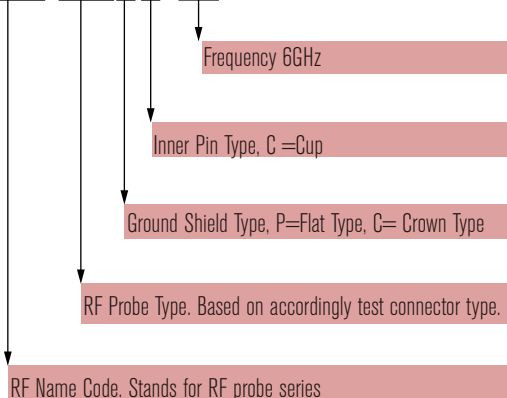 Frequency 6GHz
Inner Pin Type, C =Cup
Ground Shield Type, P=Flat Type, C= Crown Type
RF Probe Type. Based on accordingly test connector type.
RF Name Code. Stands for RF probe series